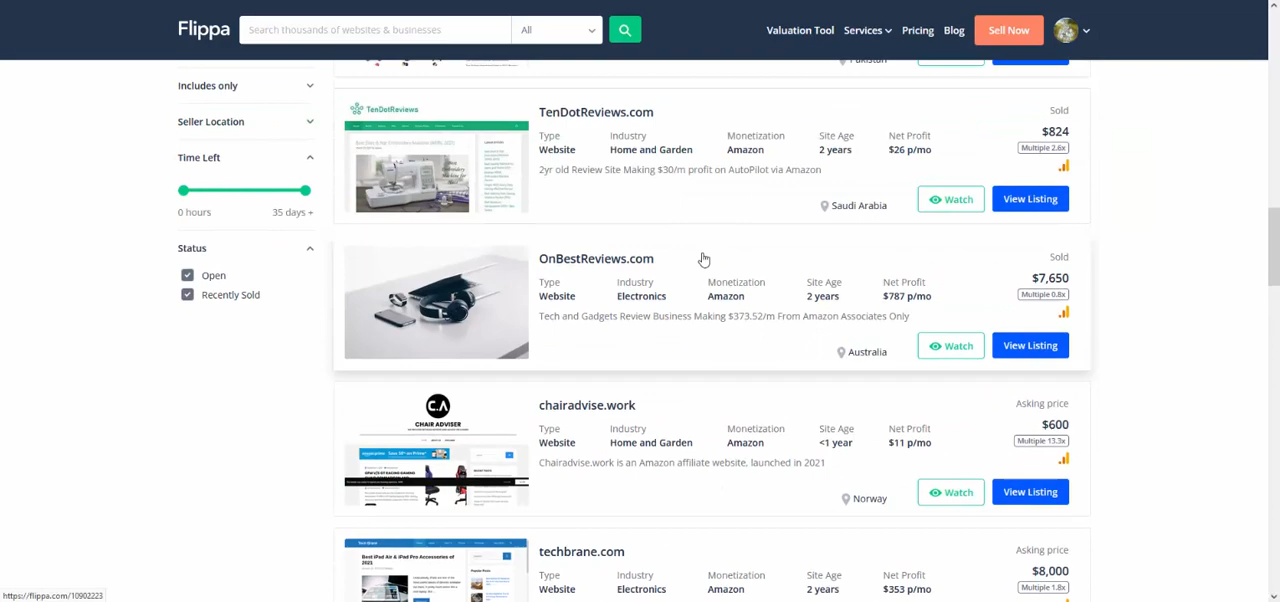 Flippa
Search thousands of websites & businesses
All
Valuation Tool
Services
Pricing
Blog
Sell Now
Includes only
Seller Location
Time Left
0 hours
35 days +
Status
Open
Recently Sold
Pakistan
TenDotReviews
TenDotReviews.com
Sold
Type
Industry
Monetization
Site Age
Net Profit
$824
Website
Home and Garden
Amazon
2 years
$26 p/mo
Multiple 2.6x
2yr old Review Site Making $30/m profit on AutoPilot via Amazon
Saudi Arabia
Watch
View Listing
OnBestReviews.com
Sold
Type
Industry
Monetization
Site Age
Net Profit
$7,650
Website
Electronics
Amazon
2 years
$787 p/mo
Multiple 0.8x
Tech and Gadgets Review Business Making $373.52/m From Amazon Associates Only
Australia
Watch
View Listing
C.A
CHAIR ADVISER
chairadvise.work
Asking price
Type
Industry
Monetization
Site Age
Net Profit
$600
Website
Home and Garden
Amazon
<1 year
$11 p/mo
Multiple 13.3x
Chairadvise.work is an Amazon affiliate website, launched in 2021
Norway
Watch
View Listing
Best iPad Air & iPad Pro Accessories of
2021
techbrane.com
Asking price
Type
Industry
Monetization
Site Age
Net Profit
$8,000
Website
Electronics
Amazon
2 years
$353 p/mo
Multiple 1.8x
https://flippa.com/10902223